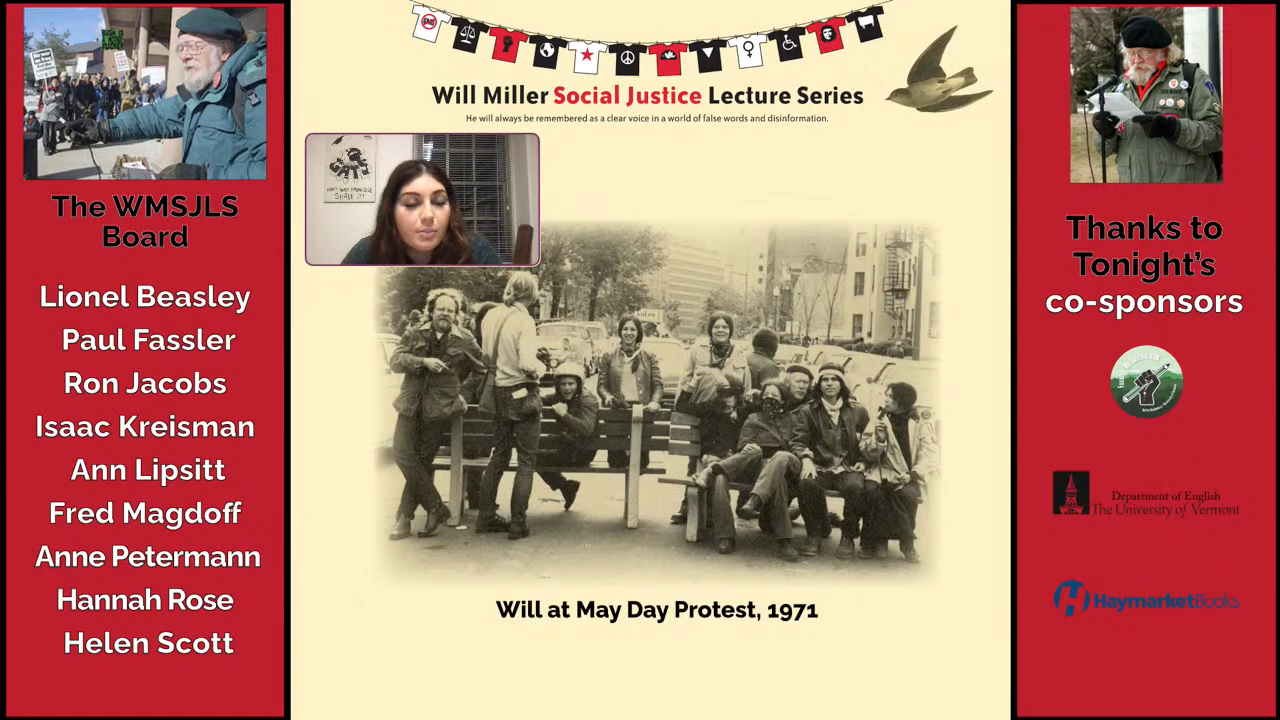 Will Miller Social Justice Lecture Series
He will always be remembered as a clear voice in a world of false words and disinformation.
The WMSJLS
Board
Lionel Beasley
Paul Fassler
Ron Jacobs
Isaac Kreisman
Ann Lipsitt
Fred Magdoff
Anne Petermann
Hannah Rose
Helen Scott
SHARE IT!
Will at May Day Protest, 1971
Thanks to
Tonight's
co-sponsors
Department of English
The University of Vermont
HaymarketBooks